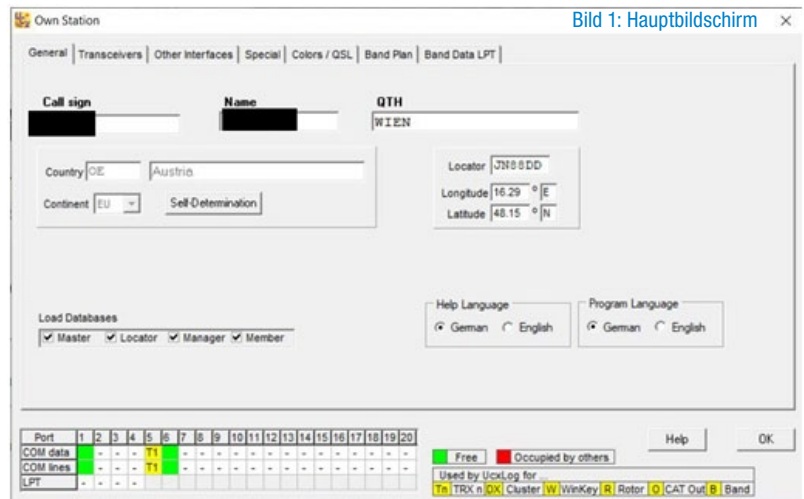 Own Station
Bild 1: Hauptbildschirm
General Transceivers Other Interfaces Special Colors / QSL Band Plan Band Data LPT
Call sign Name QTH
WIEN
Country OE Austria
Continent EU Self-Determination
Locator JN88DD
Longitude 16.29 ° E
Latitude 48.15 ° N
Load Databases
Master Locator Manager Member
Help Language
German English
Program Language
German English
Port 1 2 3 4 5 6 7 8 9 10 11 12 13 14 15 16 17 18 19 20
COM data - - - T1 - - - - - - - - - - - - - -
COM lines - - - T1 - - - - - - - - - - - - - -
LPT - - - -
Free Occupied by others
Used by UcxLog for ...
Tn TRX n DX Cluster W WinKey R Rotor O CAT Out B Band
Help OK